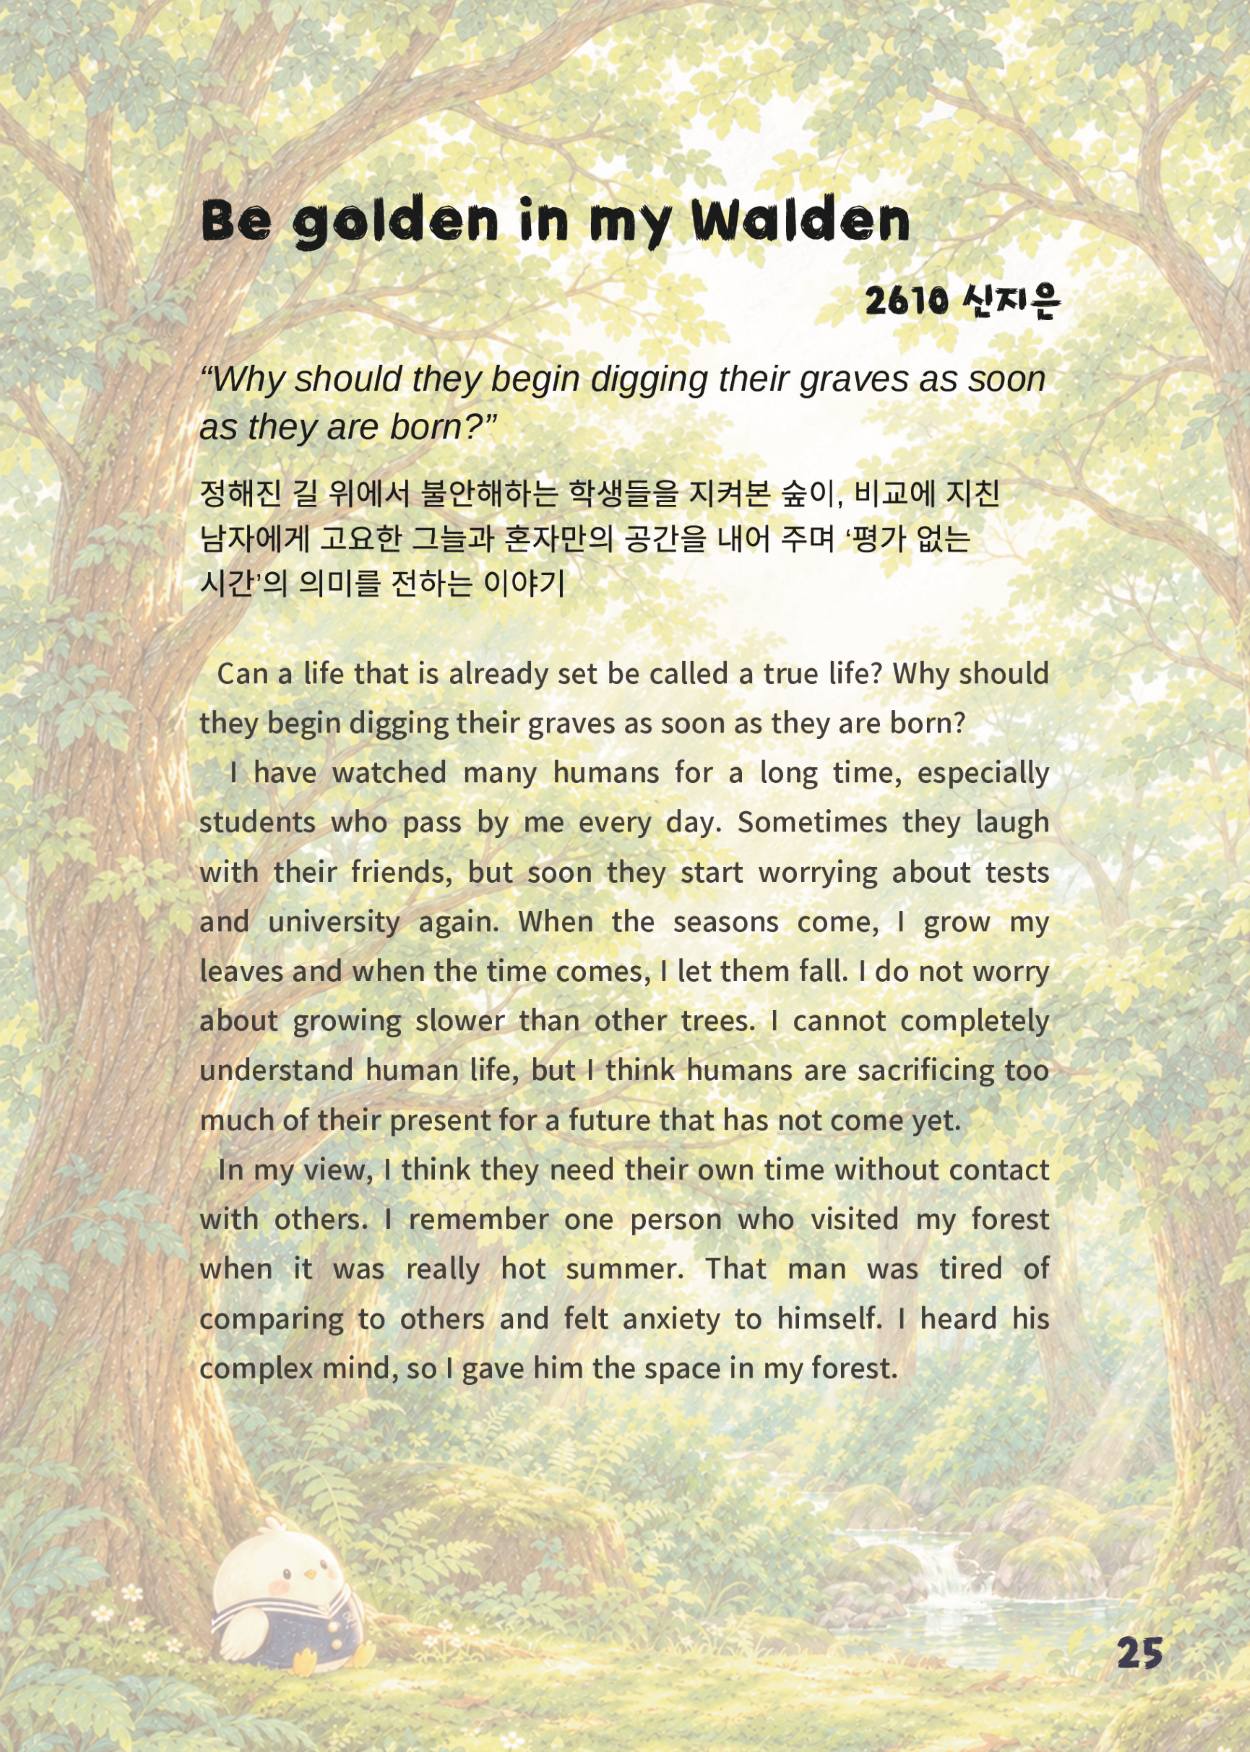 Be golden in my Walden
2610 신지은
“Why should they begin digging their graves as soon
as they are born?”
정해진 길 위에서 불안해하는 학생들을 지켜본 숲이, 비교에 지친
남자에게 고요한 그늘과 혼자만의 공간을 내어 주며 ‘평가 없는
시간’의 의미를 전하는 이야기
Can a life that is already set be called a true life? Why should
they begin digging their graves as soon as they are born?
I have watched many humans for a long time, especially
students who pass by me every day. Sometimes they laugh
with their friends, but soon they start worrying about tests
and university again. When the seasons come, I grow my
leaves and when the time comes, I let them fall. I do not worry
about growing slower than other trees. I cannot completely
understand human life, but I think humans are sacrificing too
much of their present for a future that has not come yet.
In my view, I think they need their own time without contact
with others. I remember one person who visited my forest
when it was really hot summer. That man was tired of
comparing to others and felt anxiety to himself. I heard his
complex mind, so I gave him the space in my forest.
25